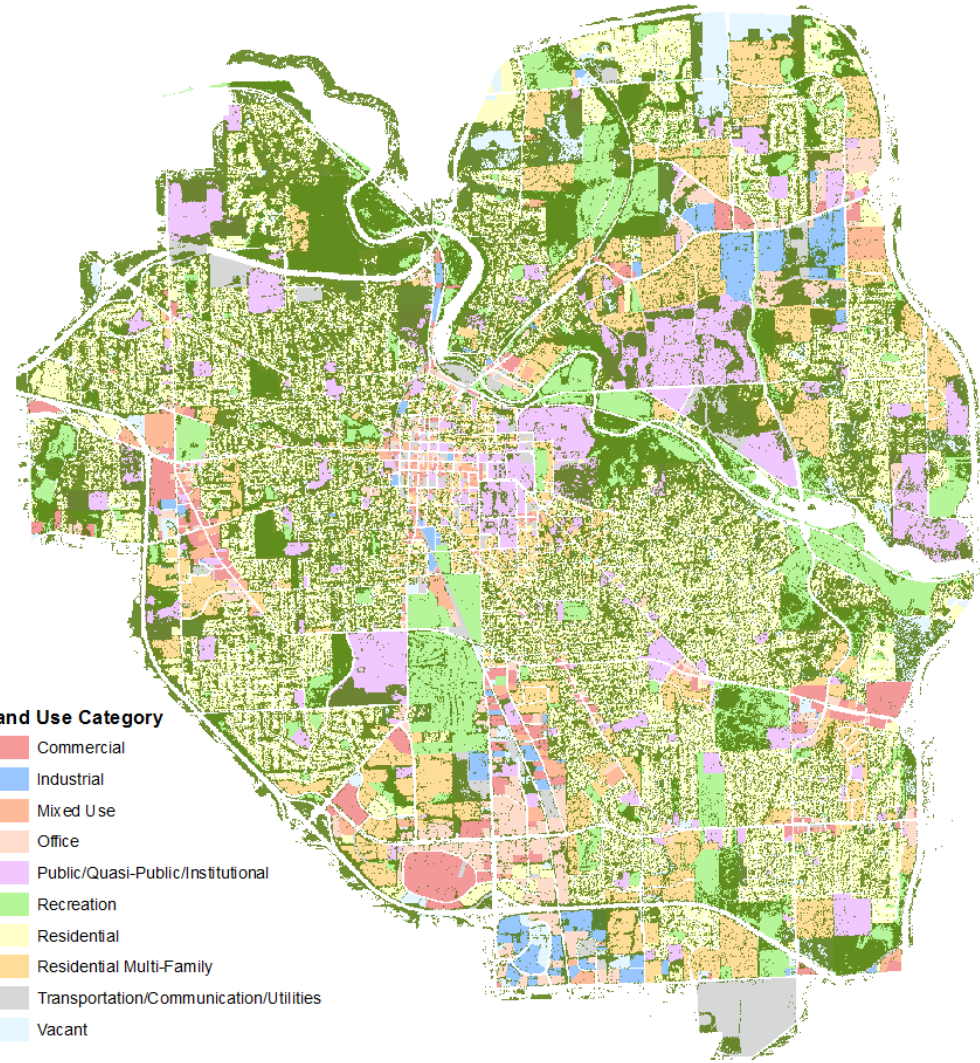 and Use Category
Commercial
Industrial
Mixed Use
Office
Public/Quasi-Public/Institutional
Recreation
Residential
Residential Multi-Family
Transportation/Communication/Utilities
Vacant